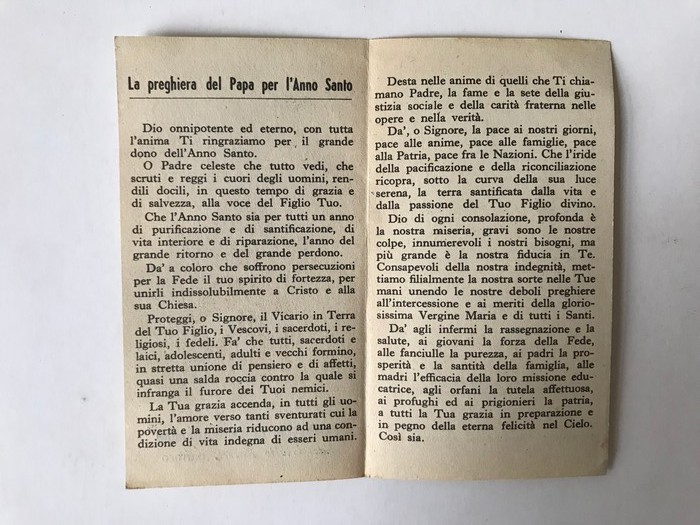 La preghiera del Papa per l'Anno Santo
Dio onnipotente ed eterno, con tutta
l'anima Ti ringraziamo per il grande
dono dell'Anno Santo.
O Padre celeste che tutto vedi, che
scruti e reggi i cuori degli uomini, ren-
dili docili, in questo tempo di grazia e
di salvezza, alla voce del Figlio Tuo.
Che l'Anno Santo sia per tutti un anno
di purificazione e di santificazione, di
vita interiore e di riparazione, l'anno del
grande ritorno e del grande perdono.
Da' a coloro che soffrono persecuzioni
per la Fede il tuo spirito di fortezza, per
unirli indissolubilmente a Cristo e alla
sua Chiesa.
Proteggi, o Signore, il Vicario in Terra
del Tuo Figlio, i Vescovi, i sacerdoti, i re-
ligiosi, i fedeli. Fa' che tutti, sacerdoti e
laici, adolescenti, adulti e vecchi formino,
in stretta unione di pensiero e di affetti,
quasi una salda roccia contro la quale si
infranga il furore dei Tuoi nemici.
La Tua grazia accenda, in tutti gli uo-
mini, l'amore verso tanti sventurati cui la
povertà e la miseria riducono ad una con-
dizione di vita indegna di esseri umani.
Desta nelle anime di quelli che Ti chia-
mano Padre, la fame e la sete della giu-
stizia sociale e della carità fraterna nelle
opere e nella verità.
Da', o Signore, la pace ai nostri giorni,
pace alle anime, pace alle famiglie, pace
alla Patria, pace fra le Nazioni. Che l'iride
della pacificazione e della riconciliazione
ricopra, sotto la curva della sua luce
serena, la terra santificata dalla vita e
dalla passione del Tuo Figlio divino.
Dio di ogni consolazione, profonda è
la nostra miseria, gravi sono le nostre
colpe, innumerevoli i nostri bisogni, ma
più grande è la nostra fiducia in Te.
Consapevoli della nostra indegnità, met-
tiamo filialmente la nostra sorte nelle Tue
mani unendo le nostre deboli preghiere
all'intercessione e ai meriti della glorio-
sissima Vergine Maria e di tutti i Santi.
Da' agli infermi la rassegnazione e la
salute, ai giovani la forza della Fede,
alle fanciulle la purezza, ai padri la pro-
sperità e la santità della famiglia, alle
madri l'efficacia della loro missione edu-
catrice, agli orfani la tutela affettuosa,
ai profughi ed ai prigionieri la patria,
a tutti la Tua grazia in preparazione e
in pegno della eterna felicità nel Cielo.
Così sia.